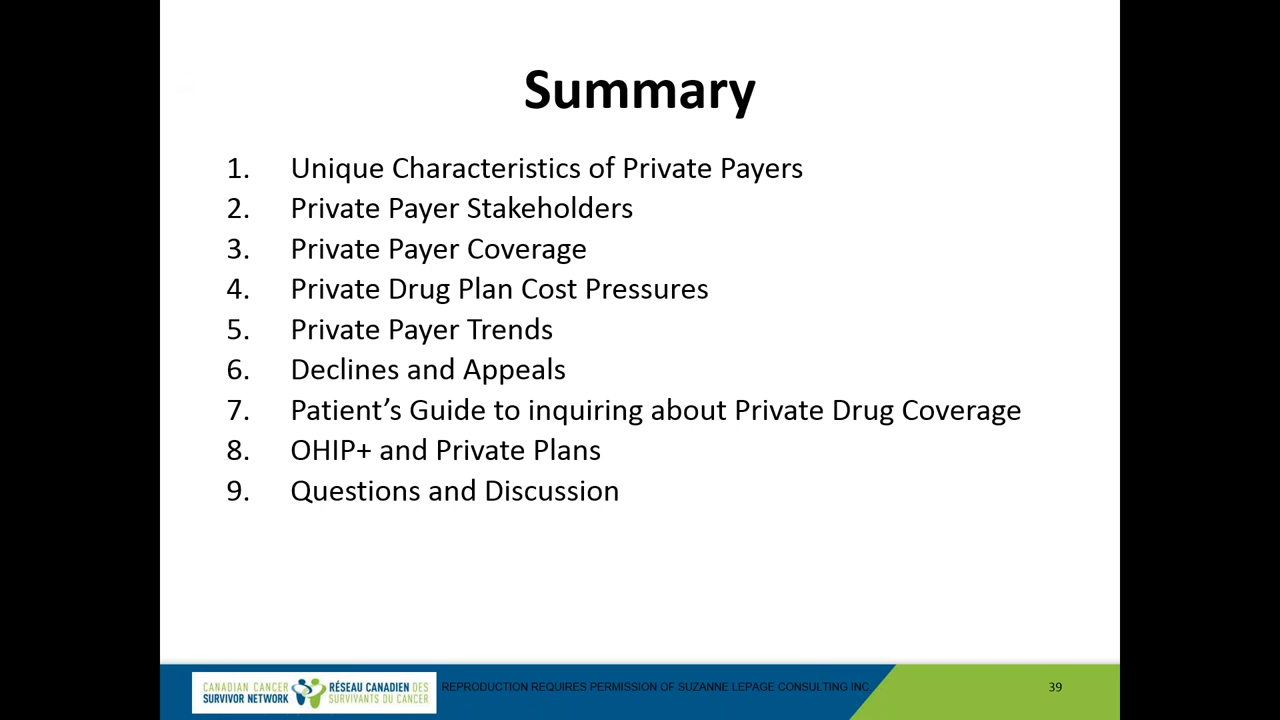 Summary
1. Unique Characteristics of Private Payers
2. Private Payer Stakeholders
3. Private Payer Coverage
4. Private Drug Plan Cost Pressures
5. Private Payer Trends
6. Declines and Appeals
7. Patient’s Guide to inquiring about Private Drug Coverage
8. OHIP+ and Private Plans
9. Questions and Discussion
CANADIAN CANCER
SURVIVOR NETWORK
RÉSEAU CANADIEN DES
SURVIVANTS DU CANCER
REPRODUCTION REQUIRES PERMISSION OF SUZANNE LEPAGE CONSULTING INC.
39